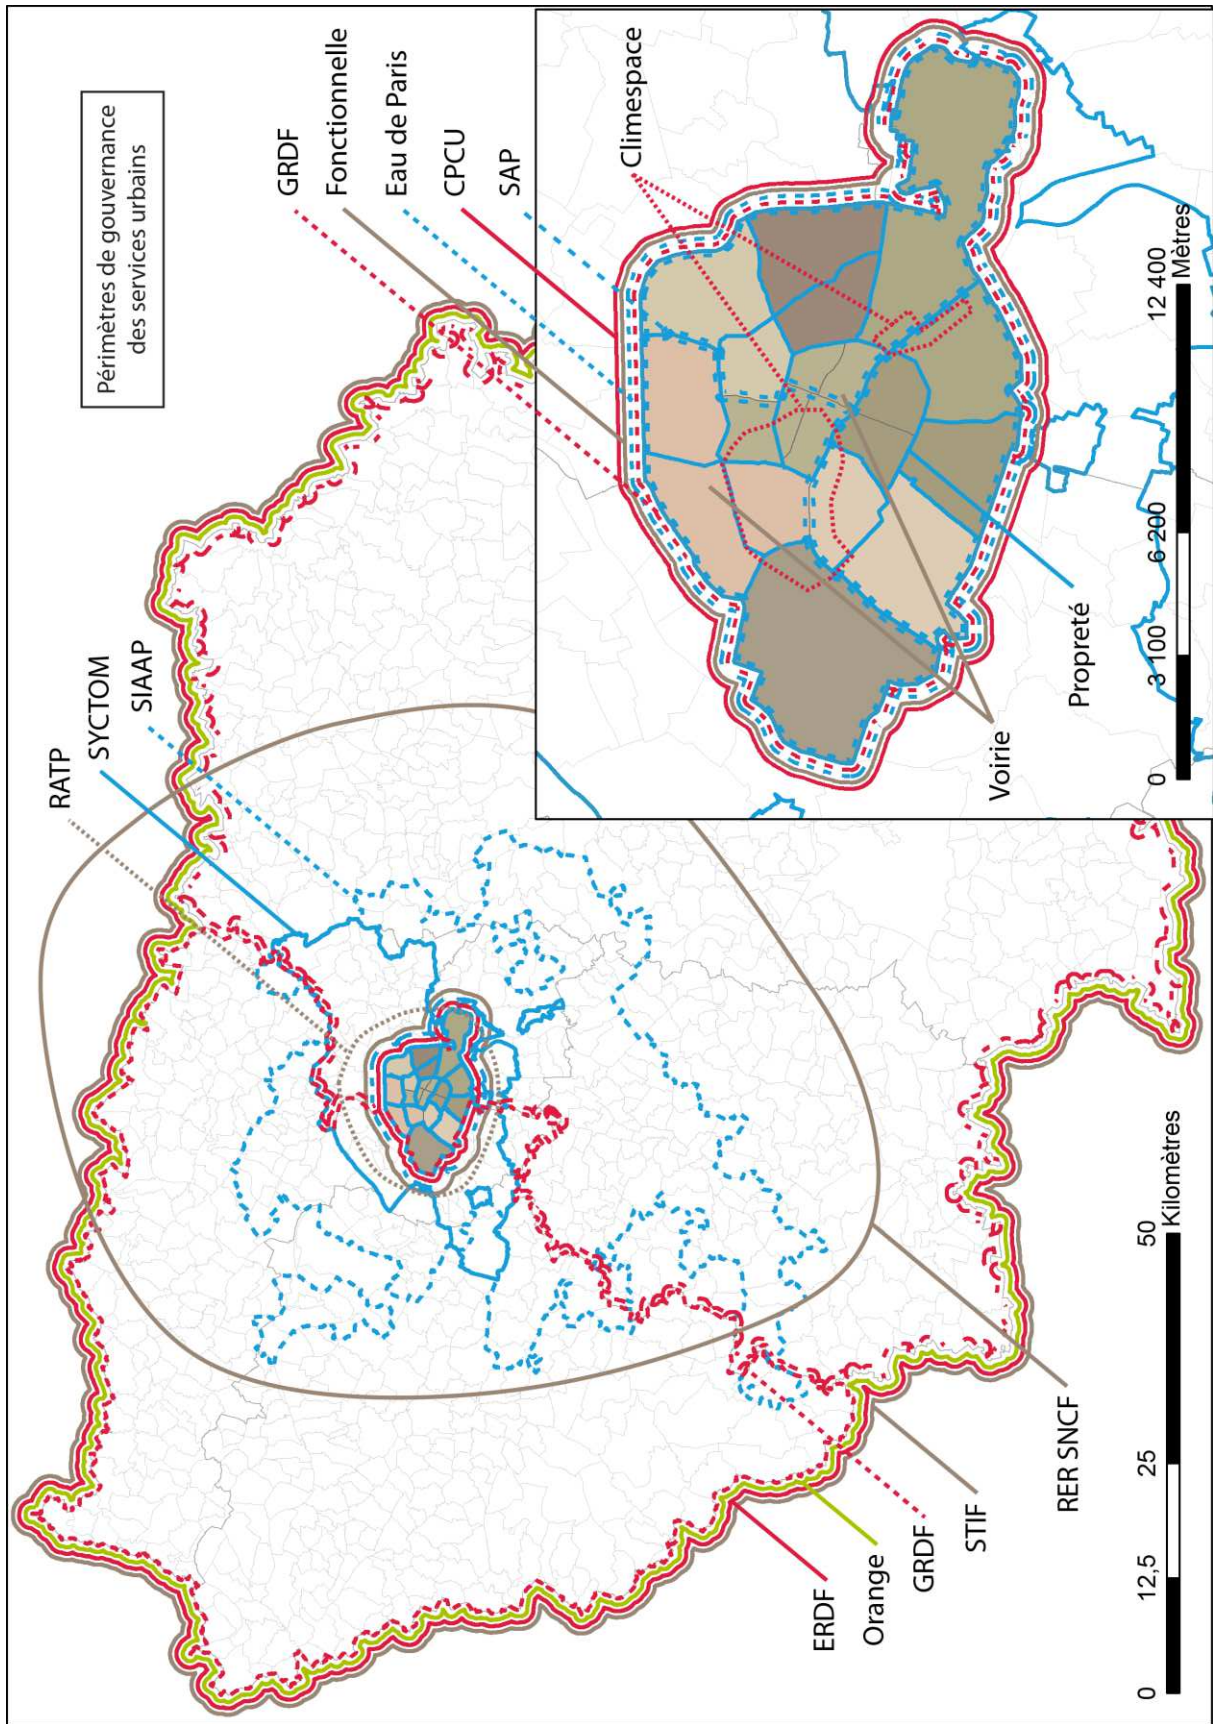 Périmètres de gouvernance
des services urbains
RATP
SYCTOM
SIAAP
GRDF
Fonctionnelle
Eau de Paris
CPCU
SAP
Climespace
Voirie
Propreté
0 3 100 6 200 12 400
Mètres
ERDF
Orange
GRDF
STIF
RER SNCF
0 12,5 25 50
Kilomètres